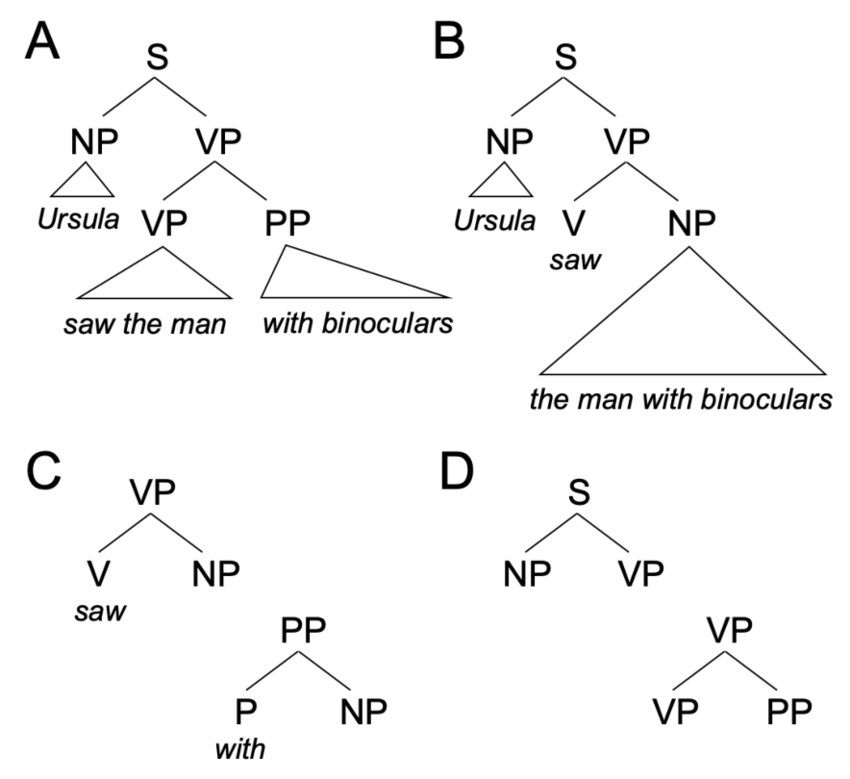 A
S
NP VP
Ursula
VP PP
saw the man with binoculars
B
S
NP VP
Ursula
V NP
saw
the man with binoculars
C
VP
V NP
saw
PP
P NP
with
D
S
NP VP
VP
VP PP